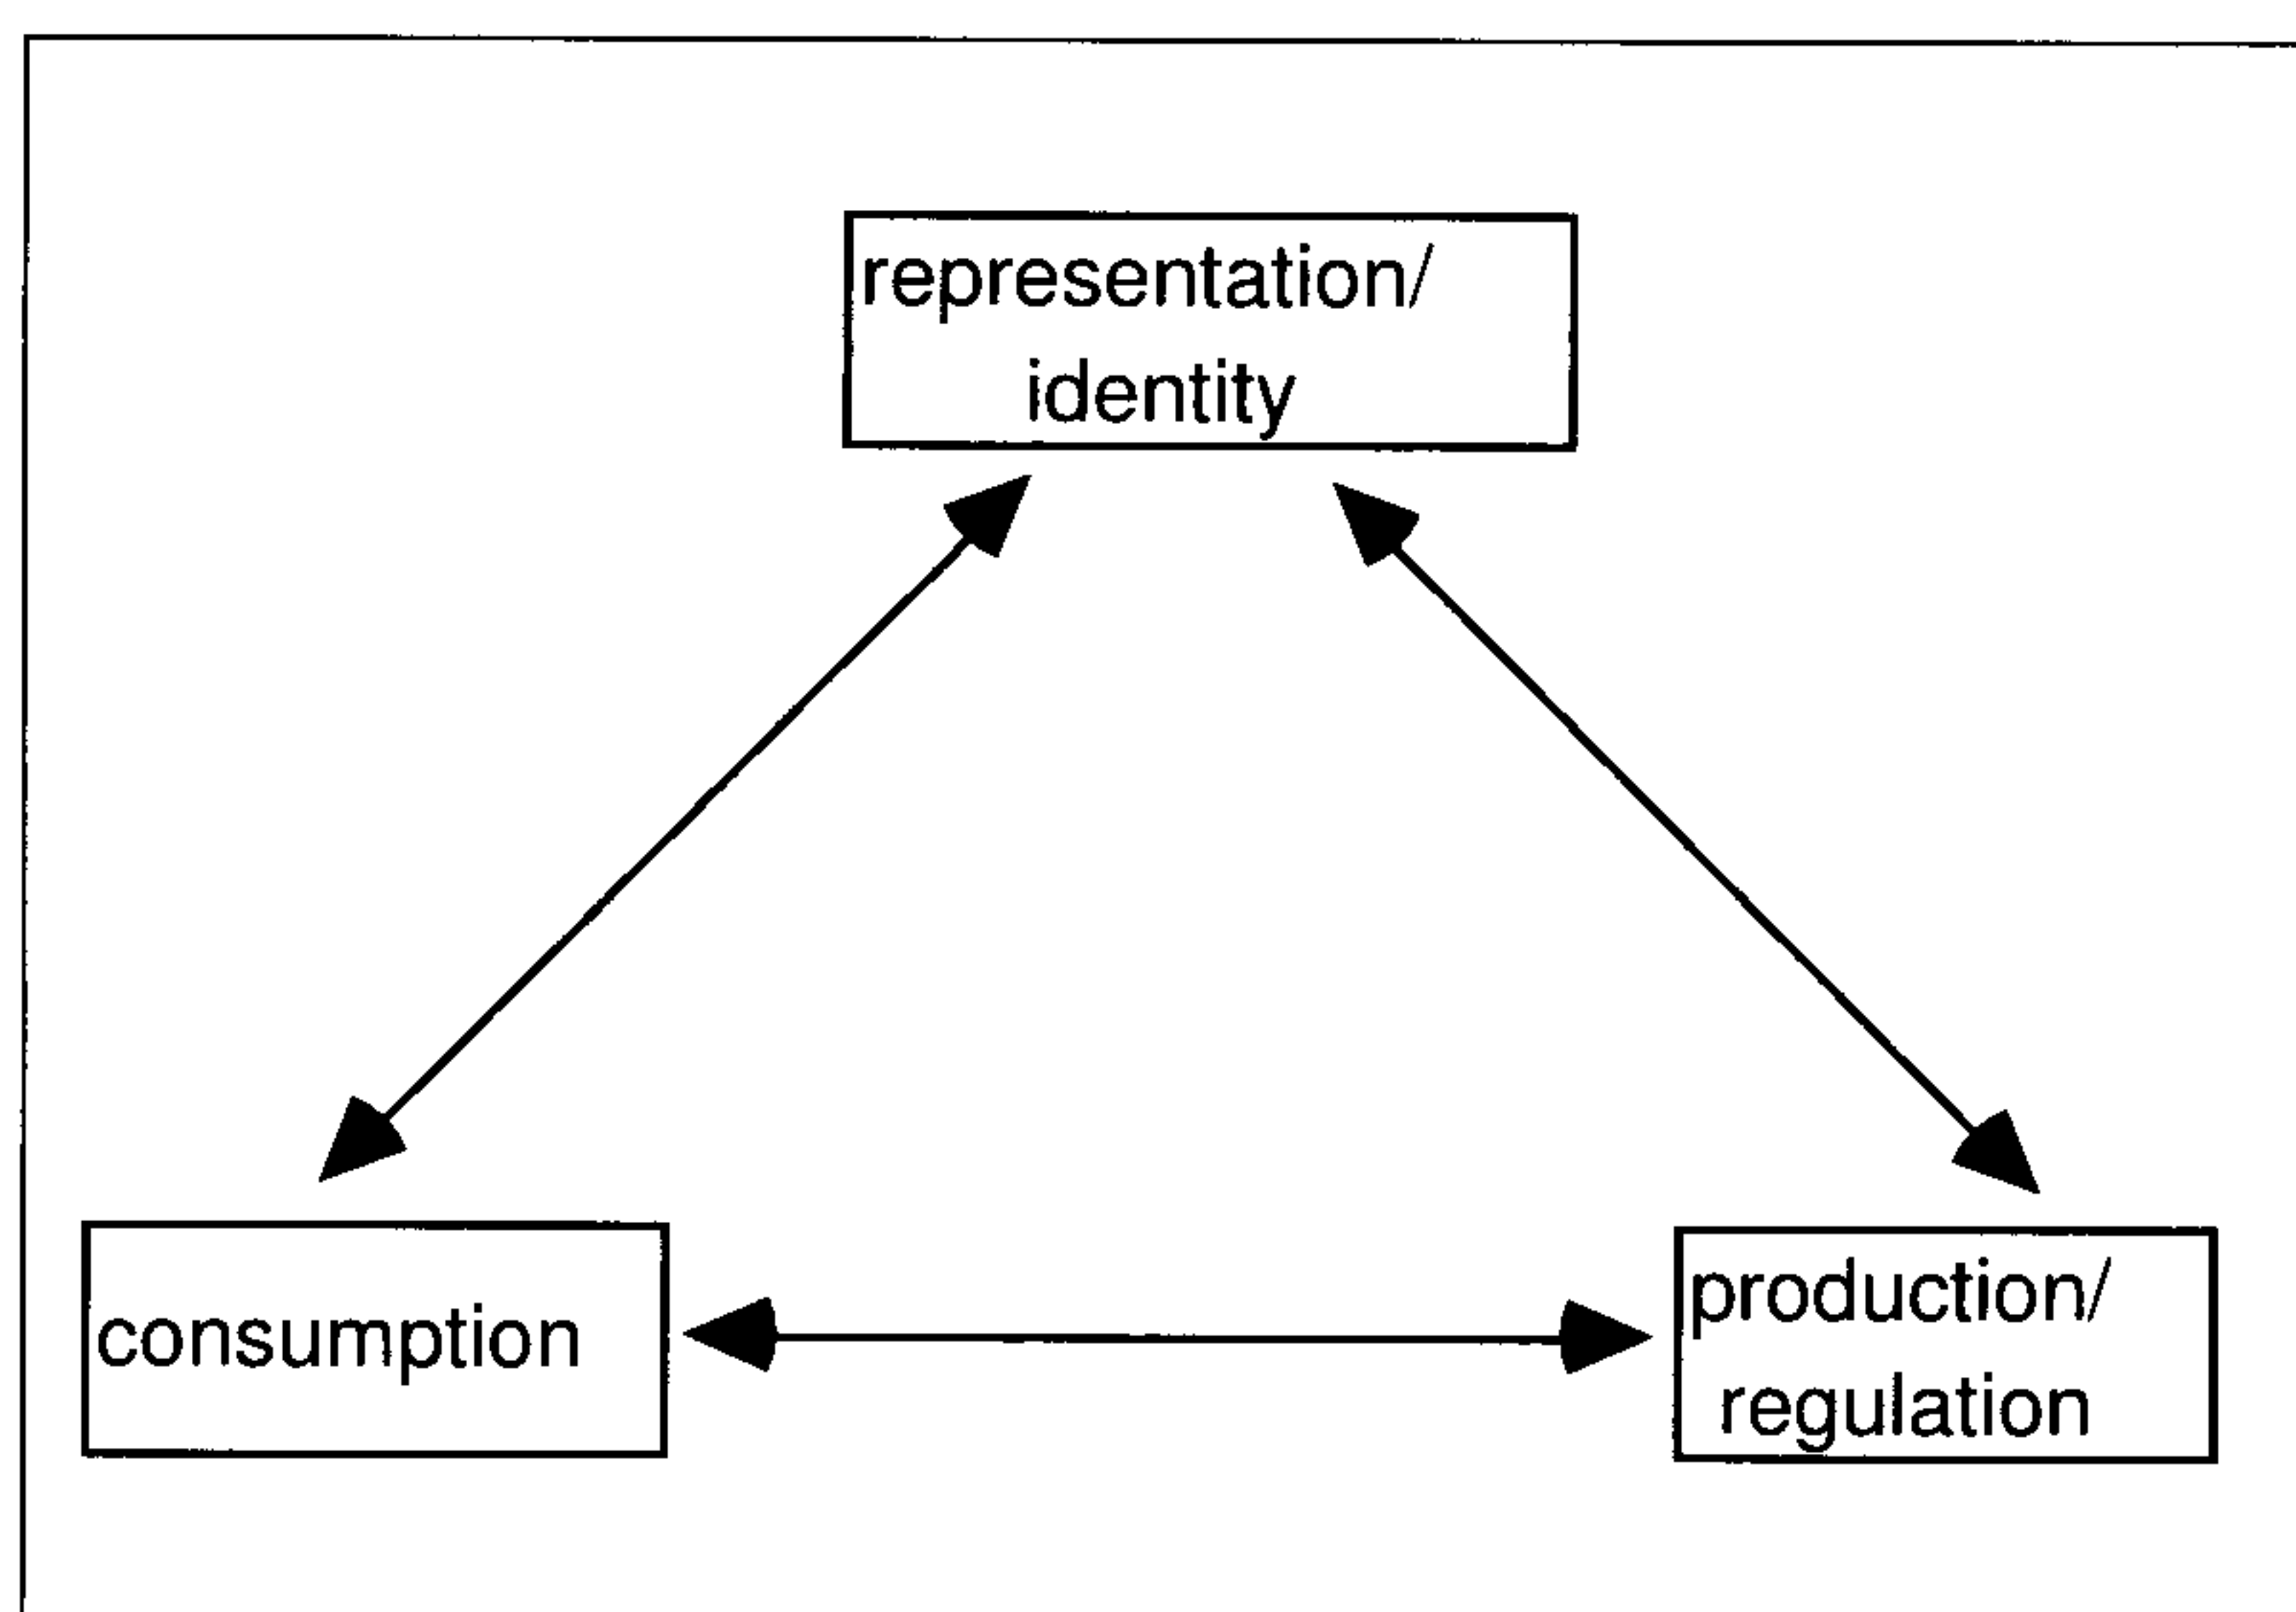 representation/
identity
consumption
production/
regulation